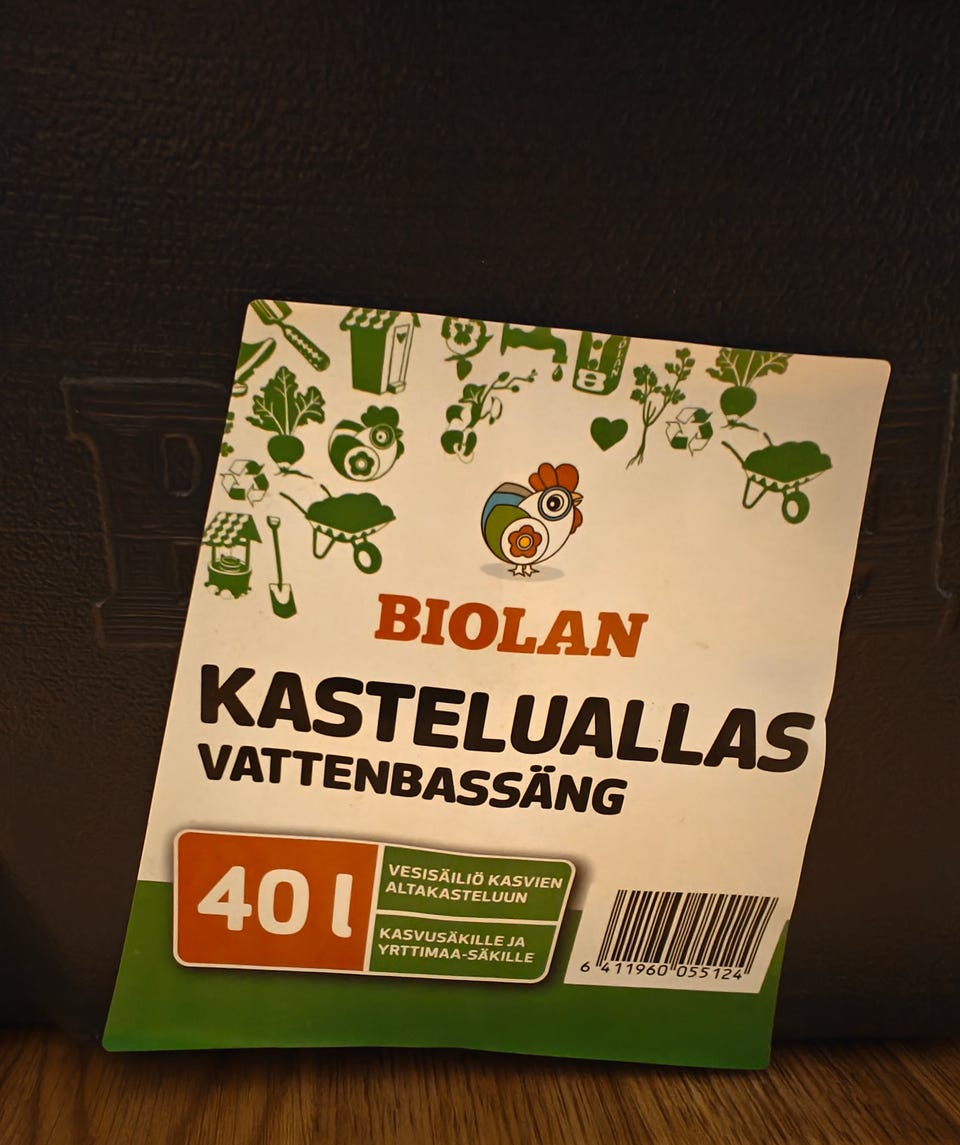 BIOLAN
KASTELUALLAS
VATTENBASSÄNG
40 l
VESISÄILIÖ KASVIEN
ALTAKASTELUUN
KASVUSÄKILLE JA
YRTTIMAA-SÄKILLE
6 411960 055124